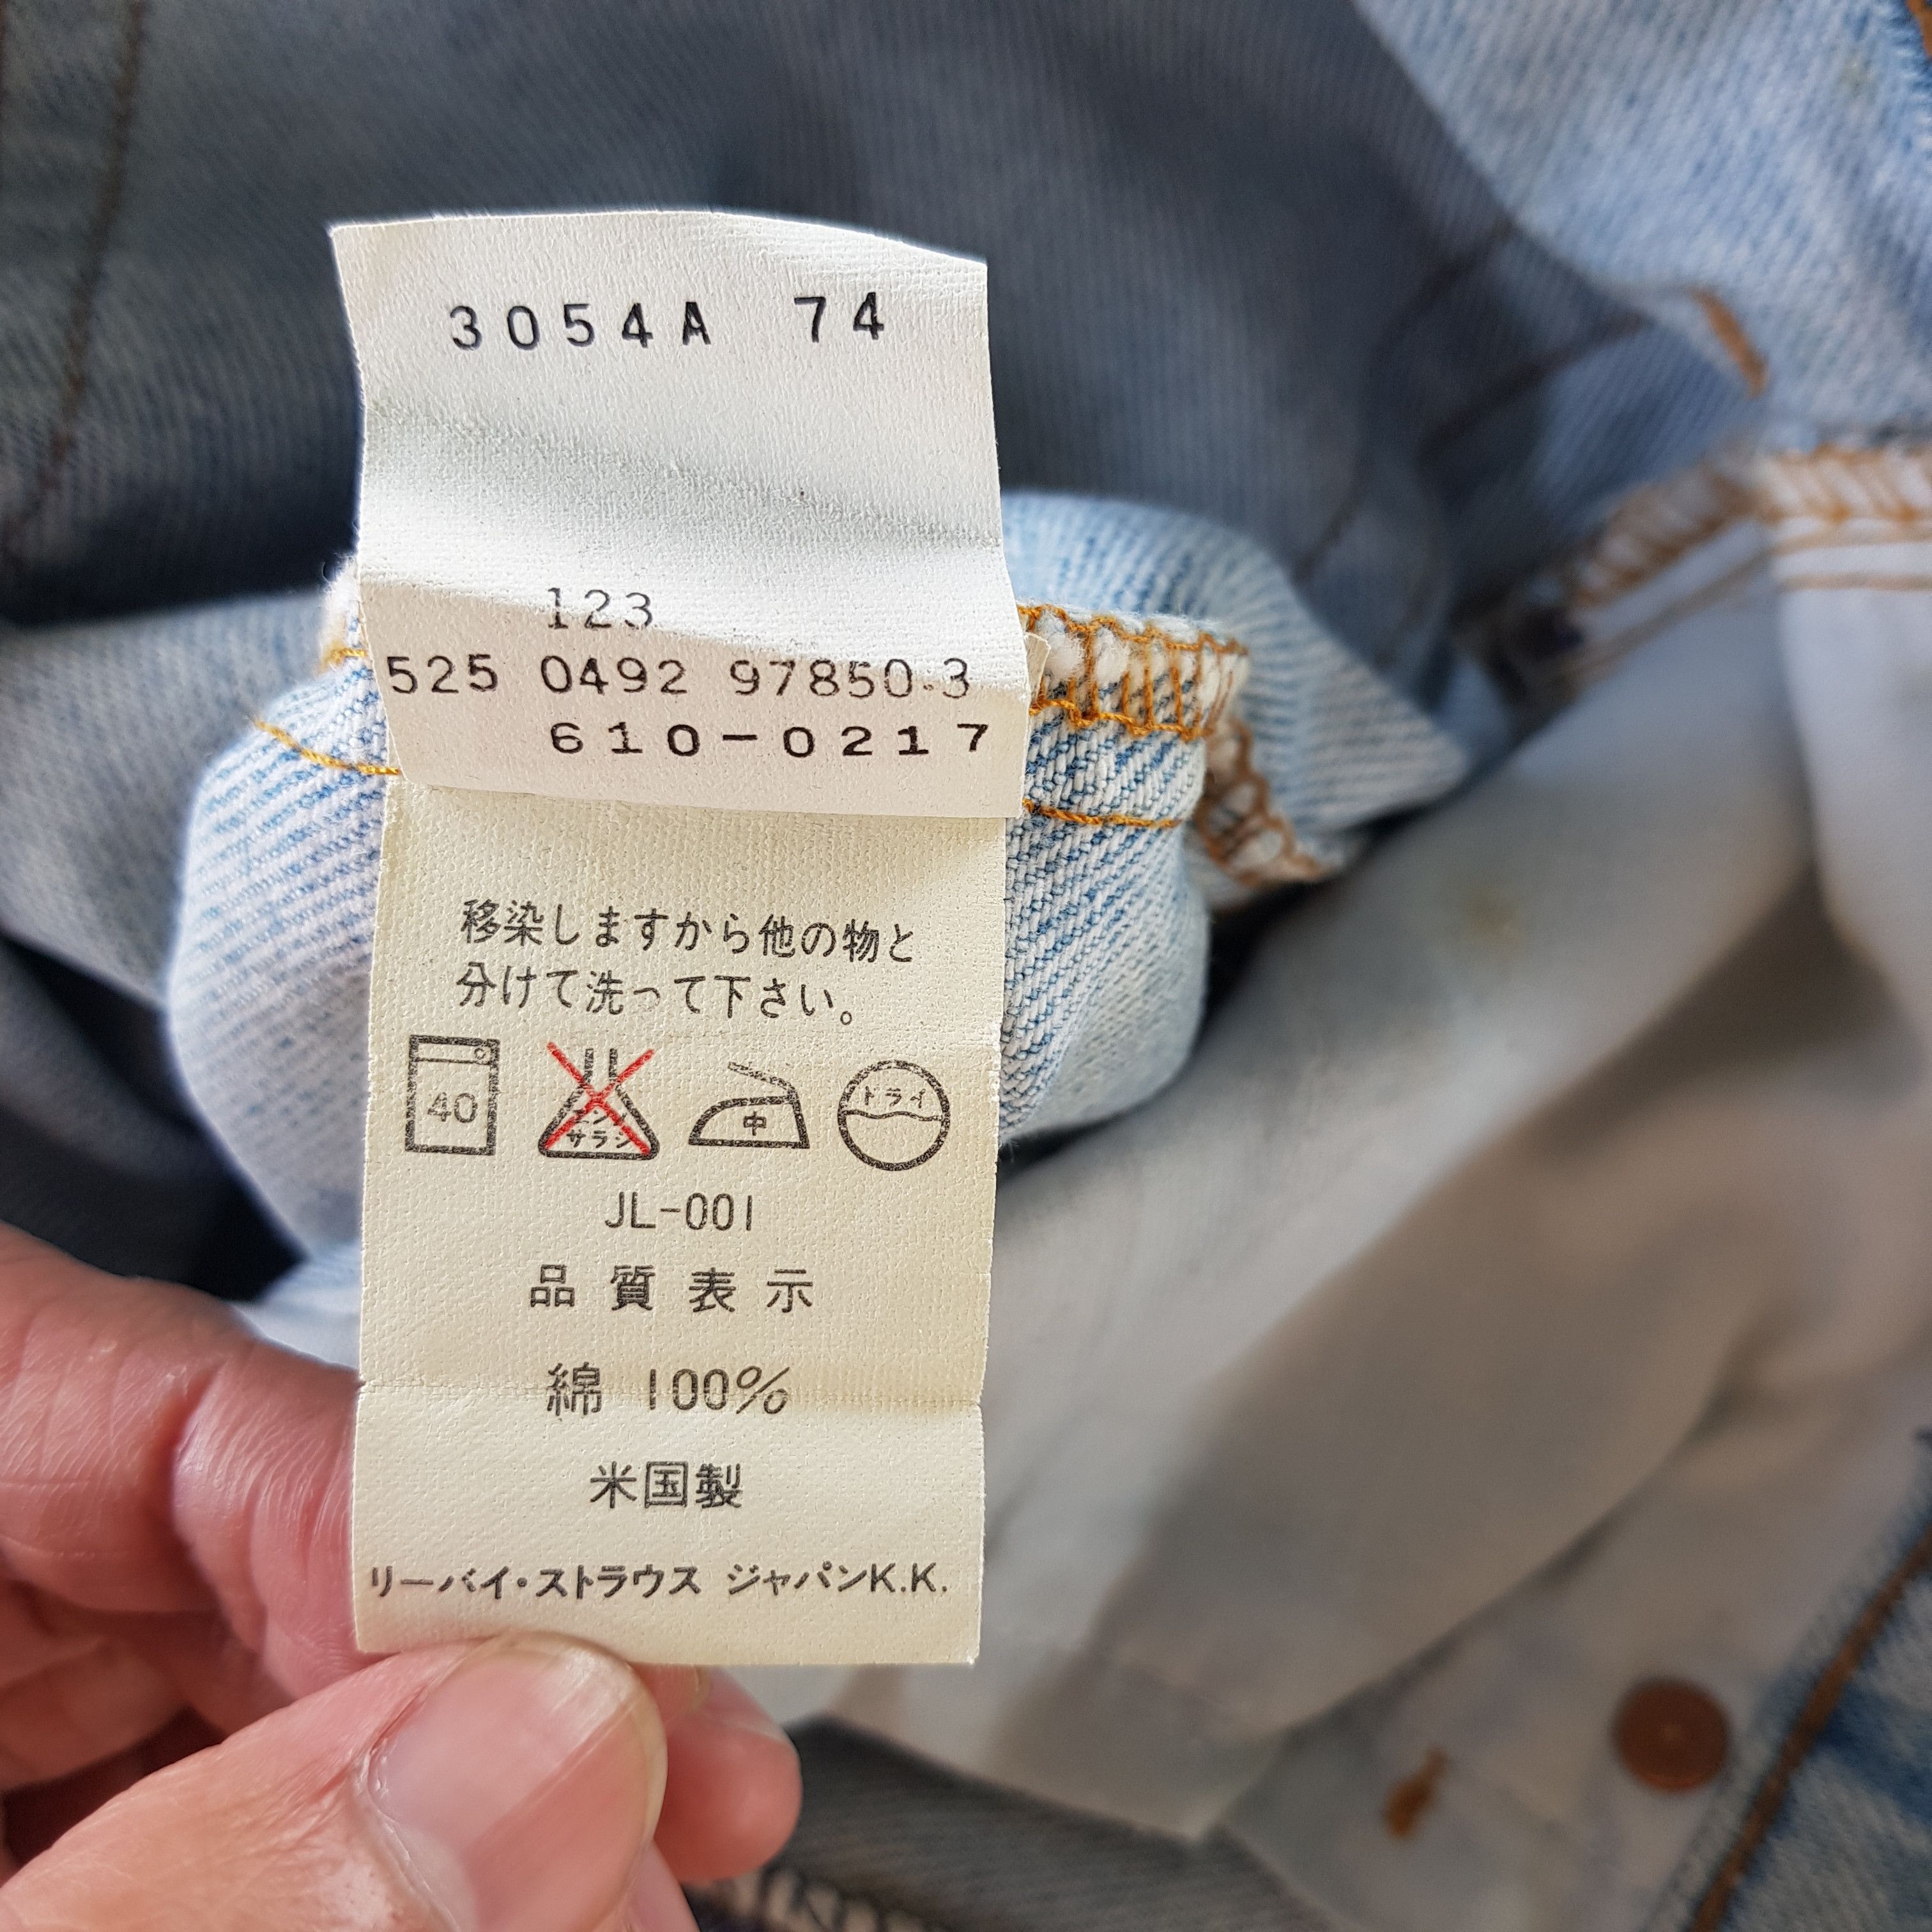 3054A 74
123
525 0492 97850.3
610-0217
移染しますから他の物と
分けて洗って下さい。
40
サラシ
中
ドライ
JL-001
品質表示
綿 100%
米国製
リーバイ・ストラウス ジャパンK.K.